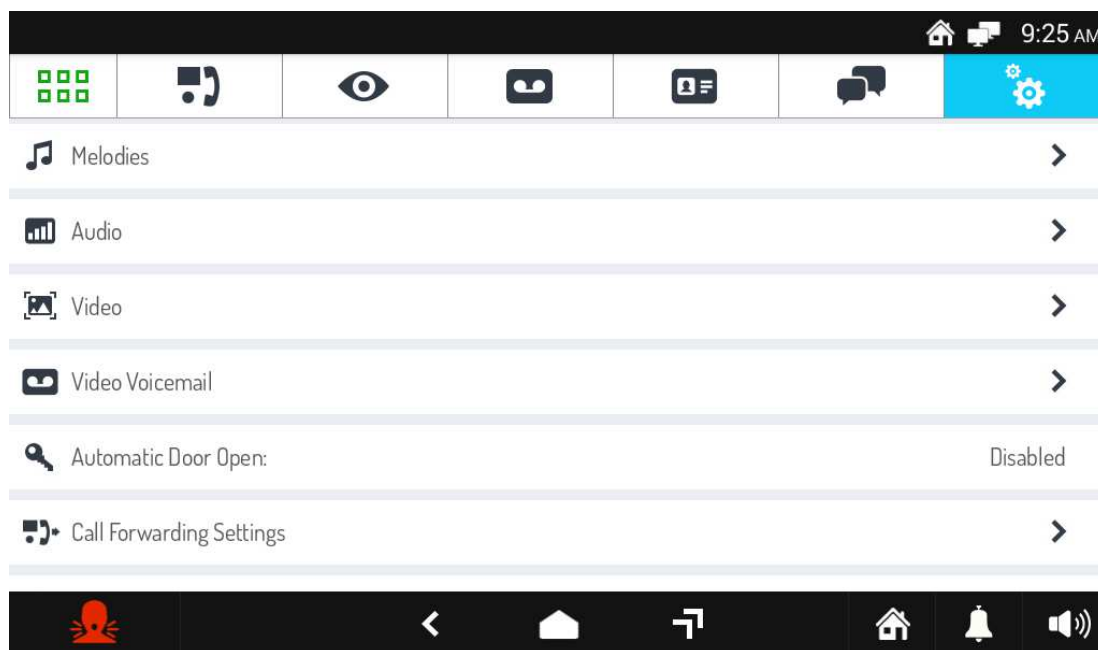 9:25 AM
Melodies
Audio
Video
Video Voicemail
Automatic Door Open:
Disabled
Call Forwarding Settings